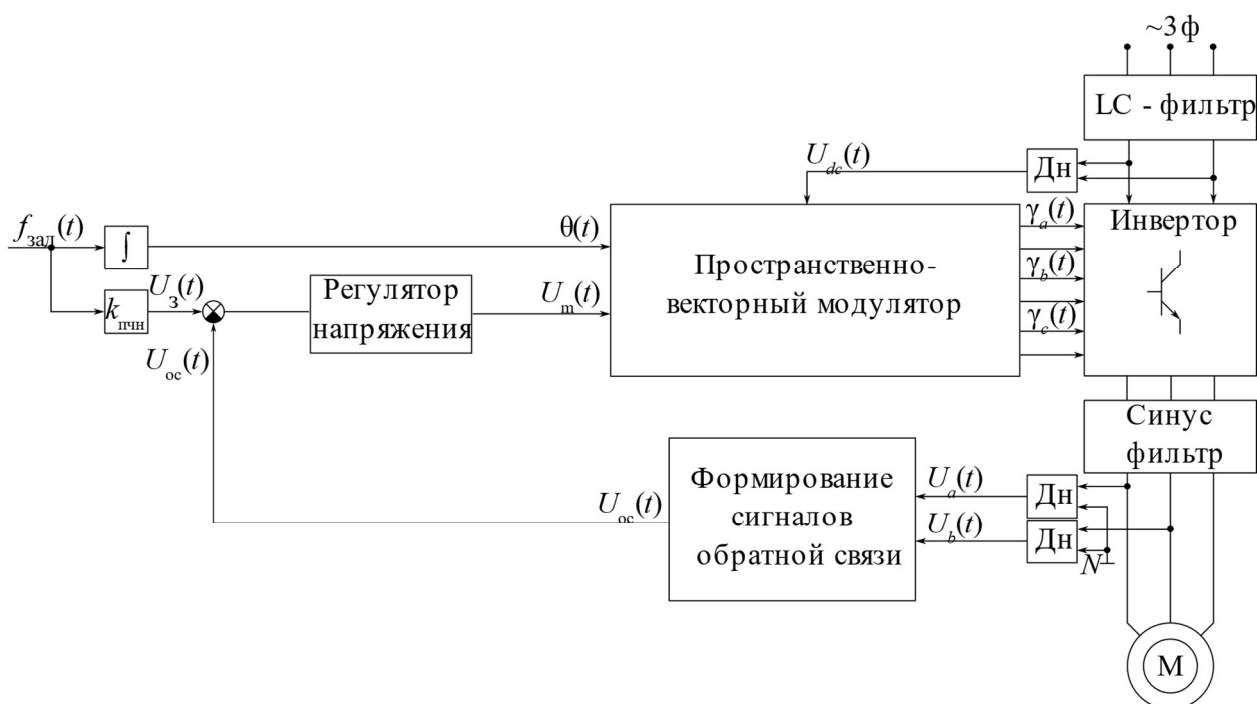 ~3ф
LC - фильтр
U_dc(t)
Дн
f_зад(t)
∫
θ(t)
γ_a(t)
Инвертор
Пространственно-
векторный модулятор
γ_b(t)
k_пчн
U_З(t)
Регулятор
напряжения
U_m(t)
γ_c(t)
U_ос(t)
Синус
фильтр
Формирование
сигналов
обратной связи
U_ос(t)
U_a(t)
Дн
U_b(t)
Дн
N
М